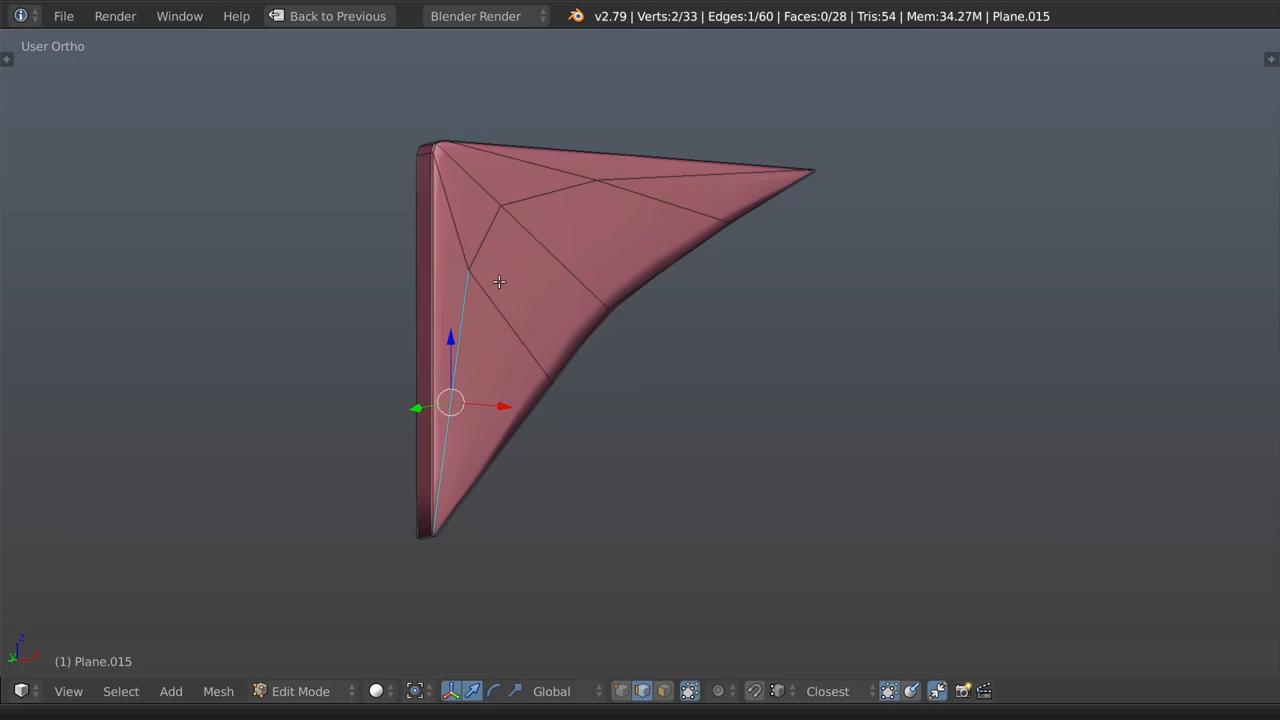 File Render Window Help Back to Previous Blender Render v2.79 | Verts:2/33 | Edges:1/60 | Faces:0/28 | Tris:54 | Mem:34.27M | Plane.015
User Ortho
z
y x
(1) Plane.015
View Select Add Mesh Edit Mode Global Closest